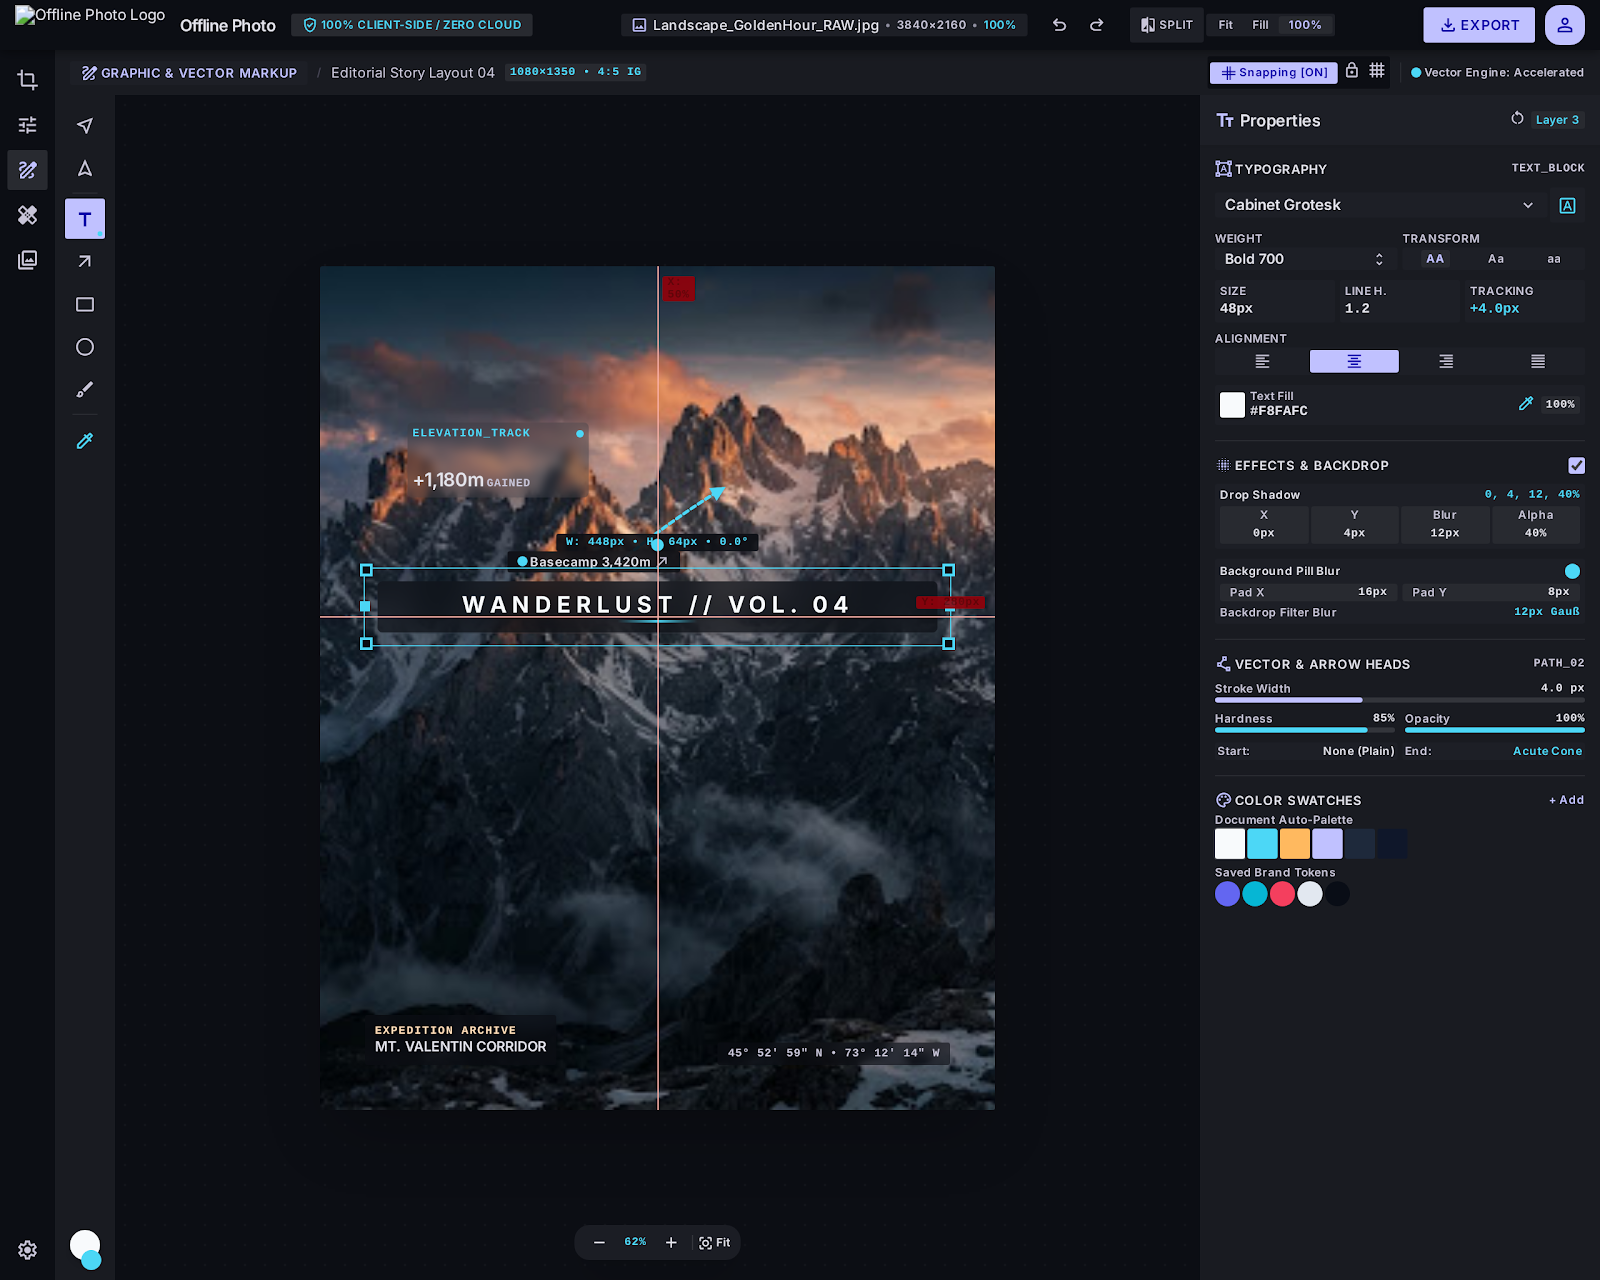 Offline Photo Logo
Offline Photo
100% CLIENT-SIDE / ZERO CLOUD
Landscape_GoldenHour_RAW.jpg • 3840×2160 • 100%
SPLIT
Fit Fill 100%
EXPORT
GRAPHIC & VECTOR MARKUP / Editorial Story Layout 04 1080×1350 • 4:5 IG
Snapping [ON]
Vector Engine: Accelerated
T
ELEVATION_TRACK
+1,180m GAINED
W: 448px • H: 64px • 0.0°
Basecamp 3,420m
WANDERLUST // VOL. 04
EXPEDITION ARCHIVE
MT. VALENTIN CORRIDOR
45° 52' 59" N • 73° 12' 14" W
62%
Fit
Properties
Layer 3
TYPOGRAPHY TEXT_BLOCK
Cabinet Grotesk
WEIGHT TRANSFORM
Bold 700 AA Aa aa
SIZE LINE H. TRACKING
48px 1.2 +4.0px
ALIGNMENT
Text Fill
#F8FAFC 100%
EFFECTS & BACKDROP
Drop Shadow 0, 4, 12, 40%
X Y Blur Alpha
0px 4px 12px 40%
Background Pill Blur
Pad X 16px Pad Y 8px
Backdrop Filter Blur 12px Gauß
VECTOR & ARROW HEADS PATH_02
Stroke Width 4.0 px
Hardness 85% Opacity 100%
Start: None (Plain) End: Acute Cone
COLOR SWATCHES + Add
Document Auto-Palette
Saved Brand Tokens